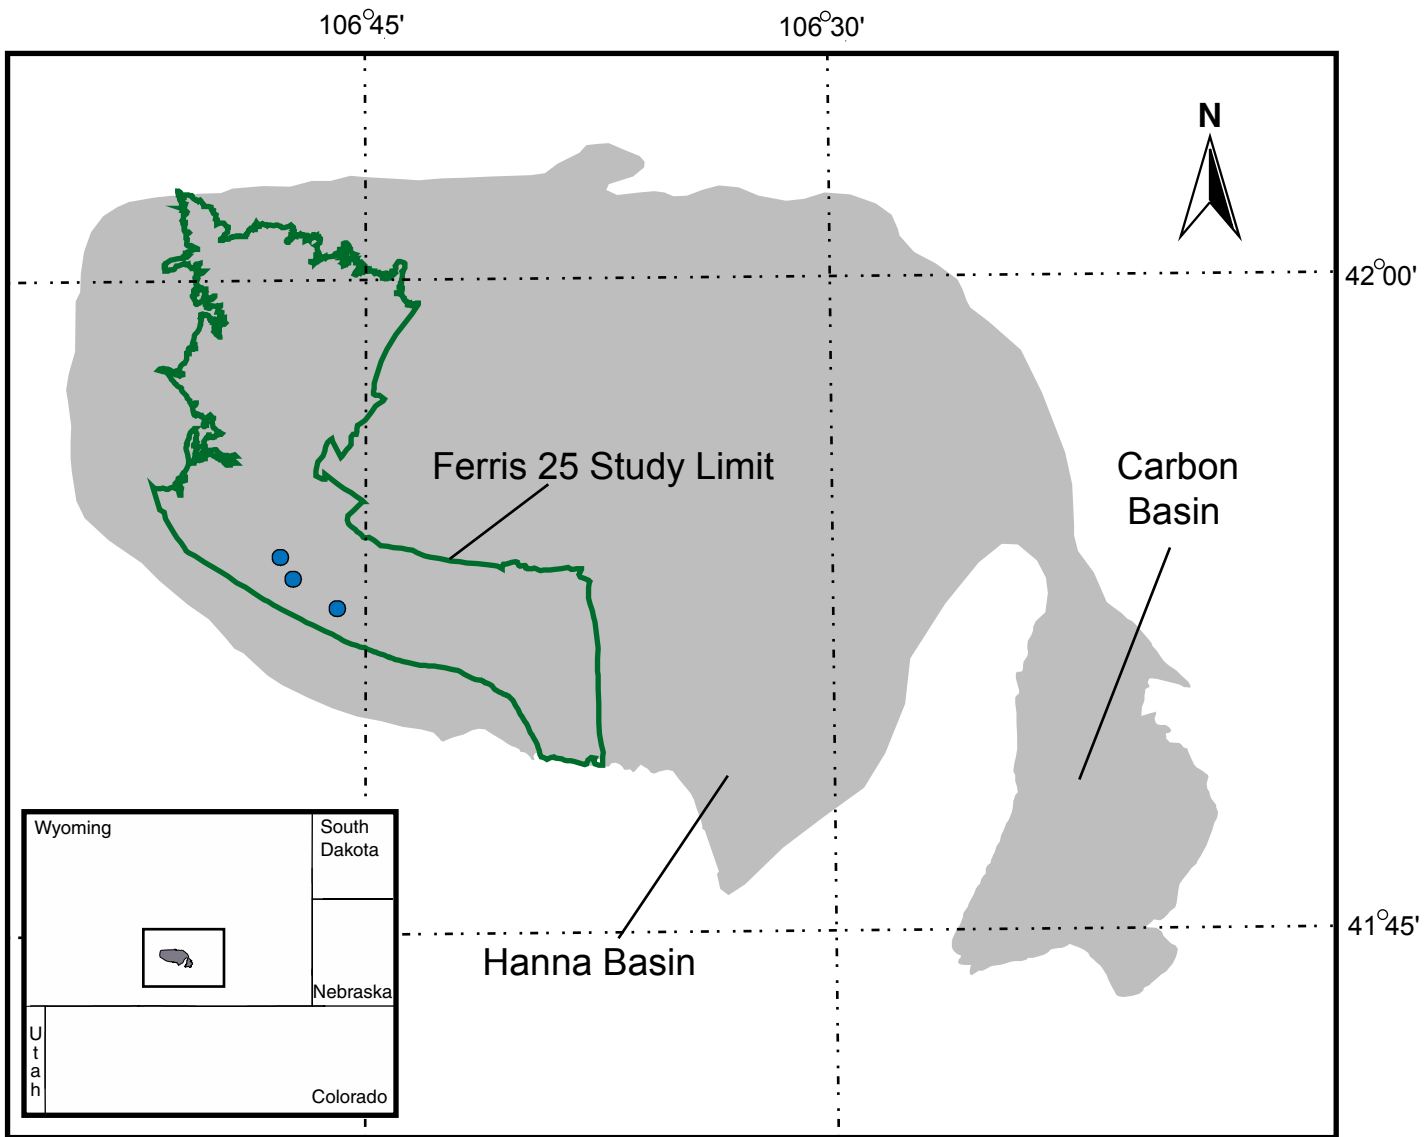 106°45'
106°30'
N
42°00'
Ferris 25 Study Limit
Carbon
Basin
Wyoming
South
Dakota
41°45'
Hanna Basin
Nebraska
U
t
a
h
Colorado